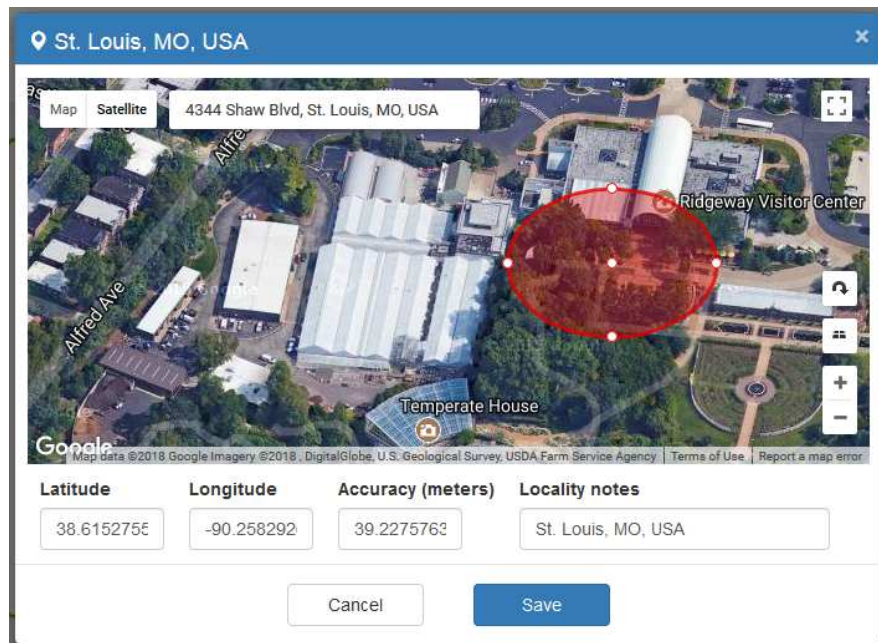 St. Louis, MO, USA
×
Map
Satellite
4344 Shaw Blvd, St. Louis, MO, USA
Ridgeway Visitor Center
Alfred Ave
Temperate House
Google
Map data ©2018 Google Imagery ©2018 , DigitalGlobe, U.S. Geological Survey, USDA Farm Service Agency
Terms of Use
Report a map error
Latitude
Longitude
Accuracy (meters)
Locality notes
38.6152755
-90.258292
39.2275763
St. Louis, MO, USA
Cancel
Save